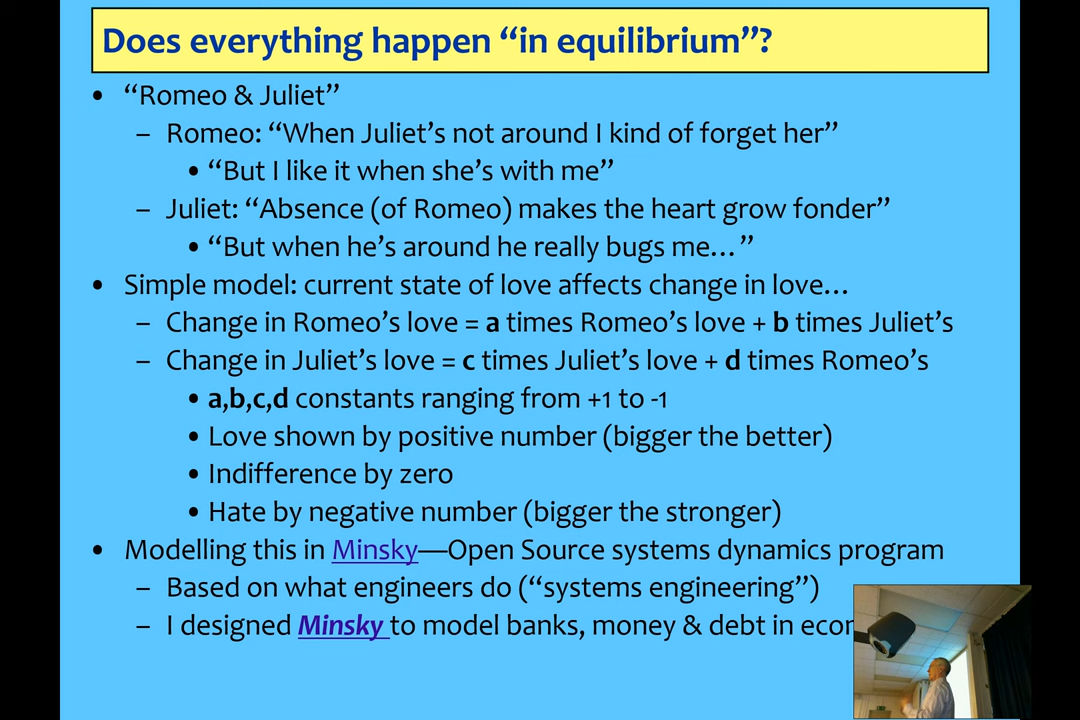 Does everything happen “in equilibrium”?
• “Romeo & Juliet”
– Romeo: “When Juliet’s not around I kind of forget her”
• “But I like it when she’s with me”
– Juliet: “Absence (of Romeo) makes the heart grow fonder”
• “But when he’s around he really bugs me…”
• Simple model: current state of love affects change in love…
– Change in Romeo’s love = a times Romeo’s love + b times Juliet’s
– Change in Juliet’s love = c times Juliet’s love + d times Romeo’s
• a,b,c,d constants ranging from +1 to -1
• Love shown by positive number (bigger the better)
• Indifference by zero
• Hate by negative number (bigger the stronger)
• Modelling this in Minsky—Open Source systems dynamics program
– Based on what engineers do (“systems engineering”)
– I designed Minsky to model banks, money & debt in